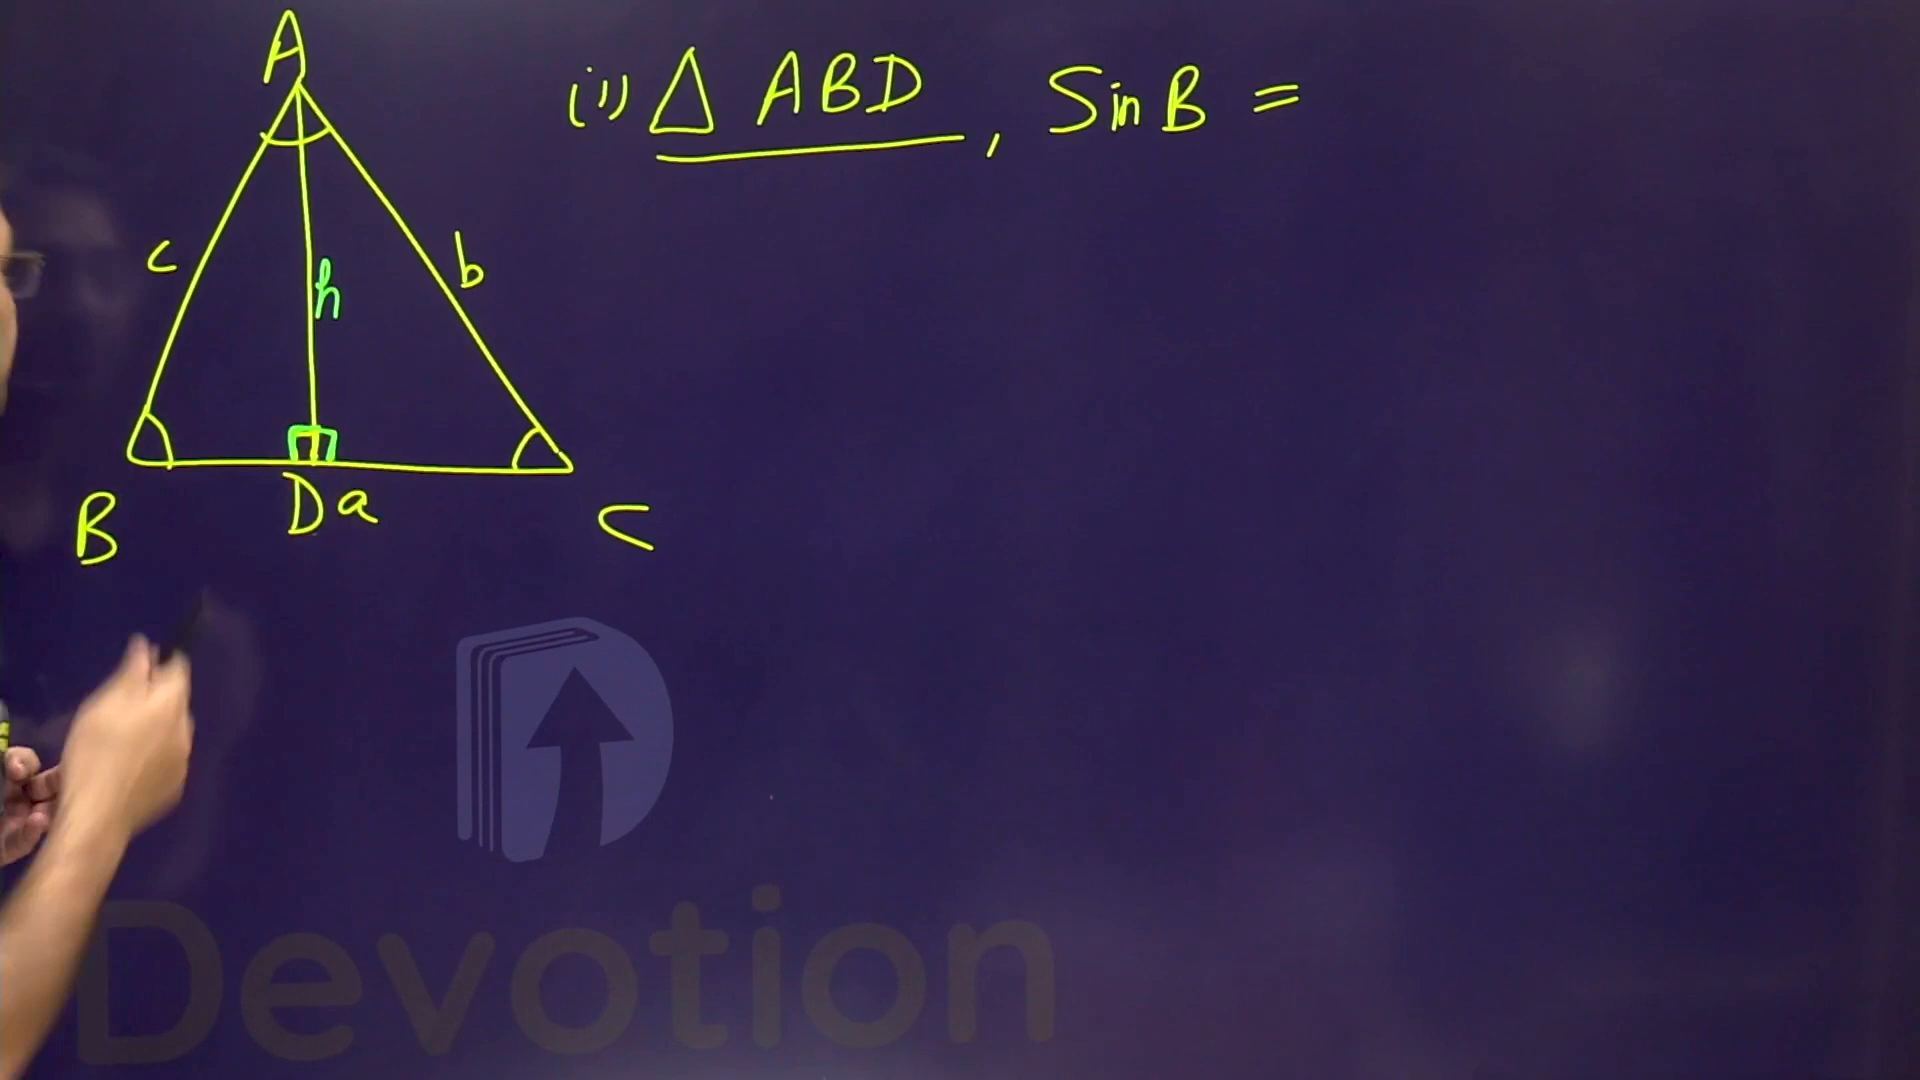 A
(i) △ ABD, Sin B =
c
b
h
B
D a
C
Devotion